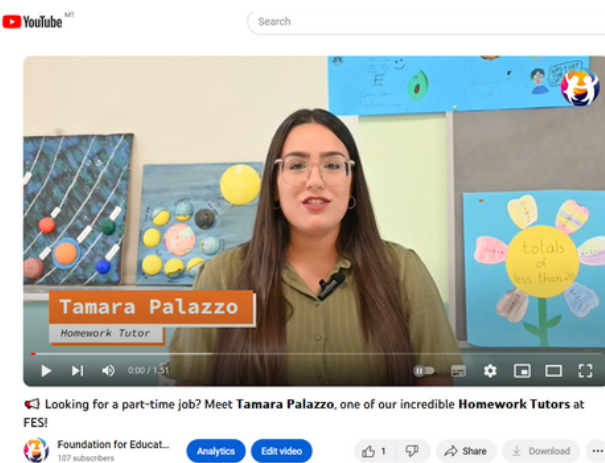 YouTube MT
Search
totals
of
less than 20
Tamara Palazzo
Homework Tutor
0:00 / 1:51
📢 Looking for a part-time job? Meet Tamara Palazzo, one of our incredible Homework Tutors at
FES!
Foundation for Educat...
107 subscribers
Analytics
Edit video
1
Share
Download